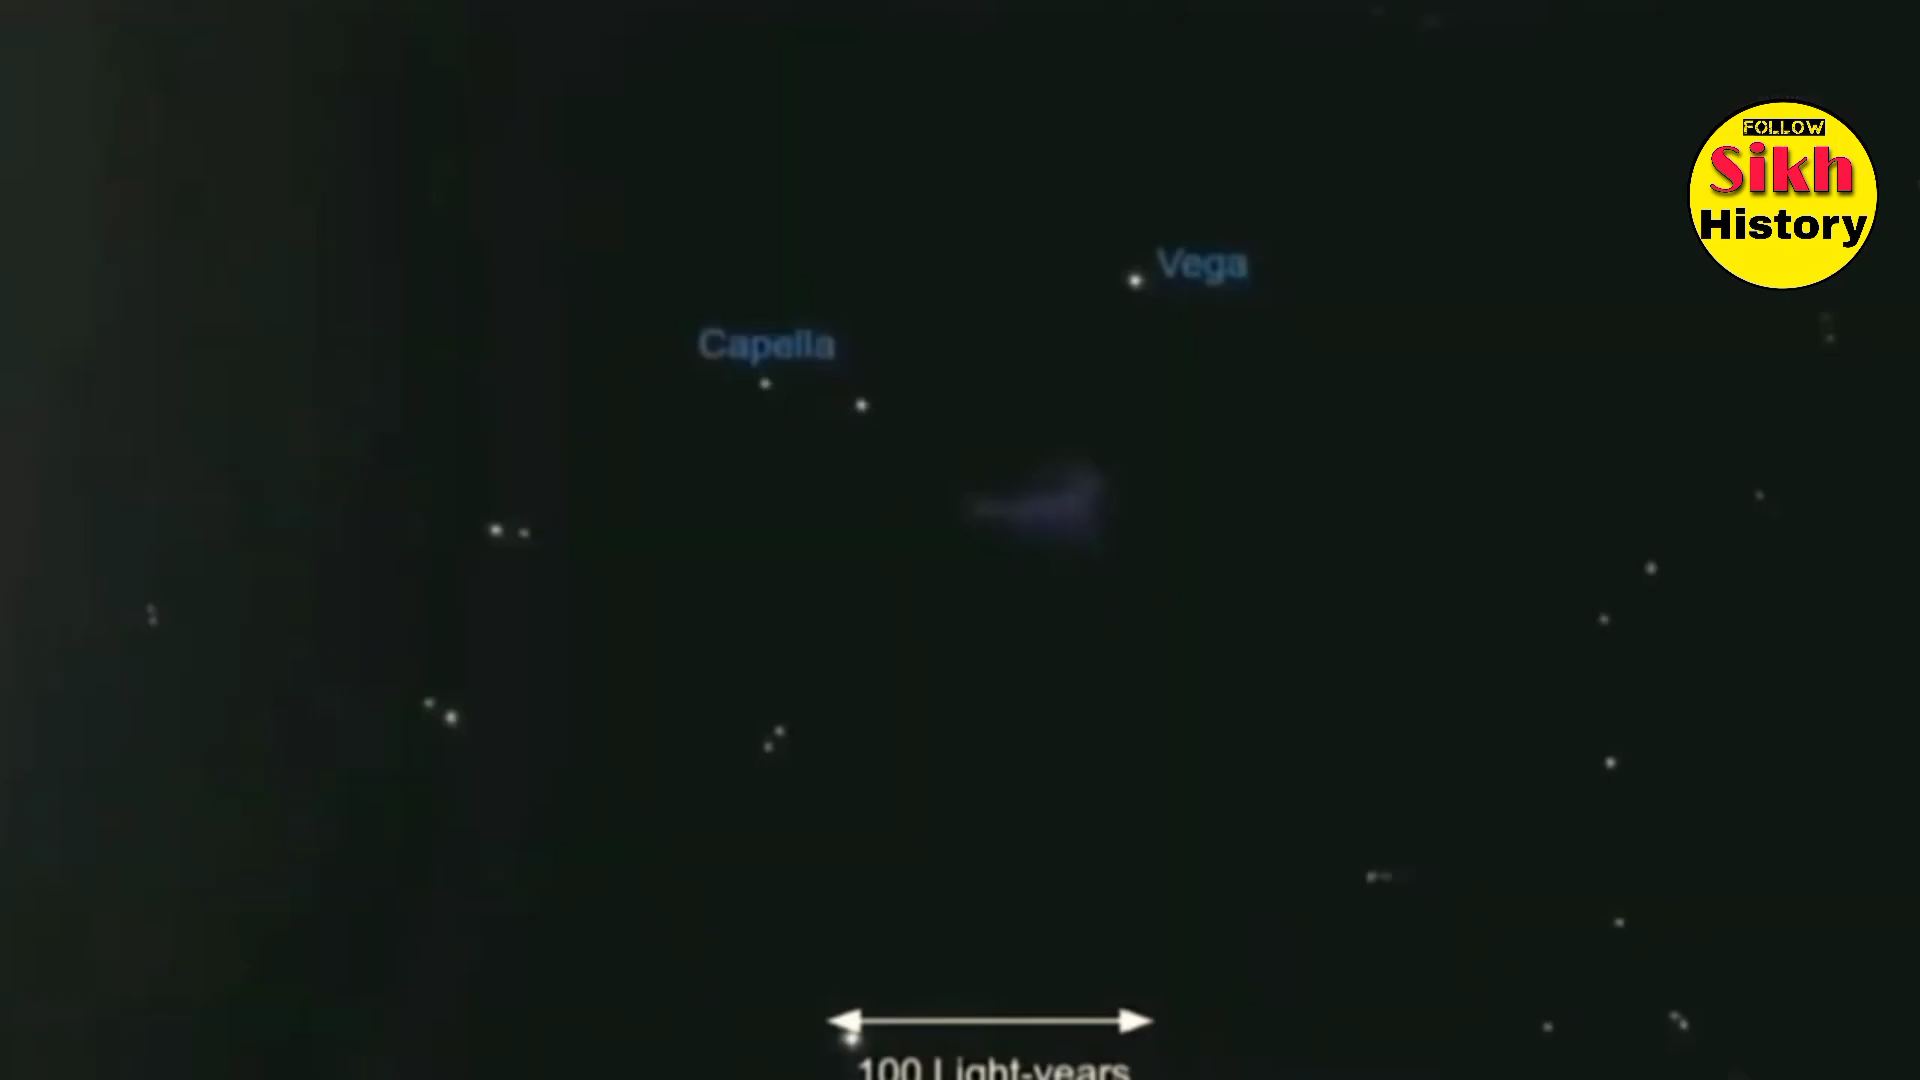 FOLLOW
Sikh
History
Vega
Capella
100 Light-years